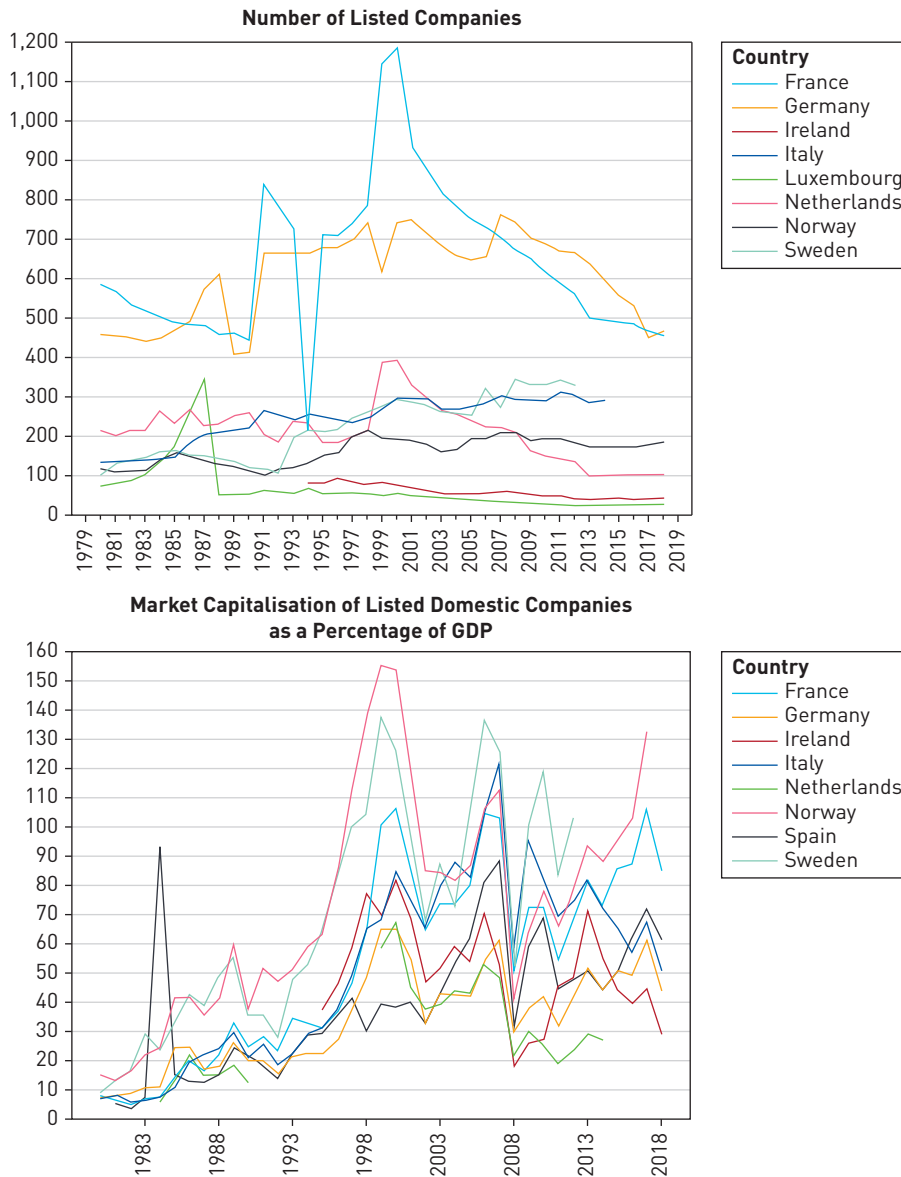 Number of Listed Companies
1,200
1,100
1,000
900
800
700
600
500
400
300
200
100
0
1979
1981
1983
1985
1987
1989
1991
1993
1995
1997
1999
2001
2003
2005
2007
2009
2011
2013
2015
2017
2019
Country
France
Germany
Ireland
Italy
Luxembourg
Netherlands
Norway
Sweden
Market Capitalisation of Listed Domestic Companies
as a Percentage of GDP
160
150
140
130
120
110
100
90
80
70
60
50
40
30
20
10
0
1983
1988
1993
1998
2003
2008
2013
2018
Country
France
Germany
Ireland
Italy
Netherlands
Norway
Spain
Sweden